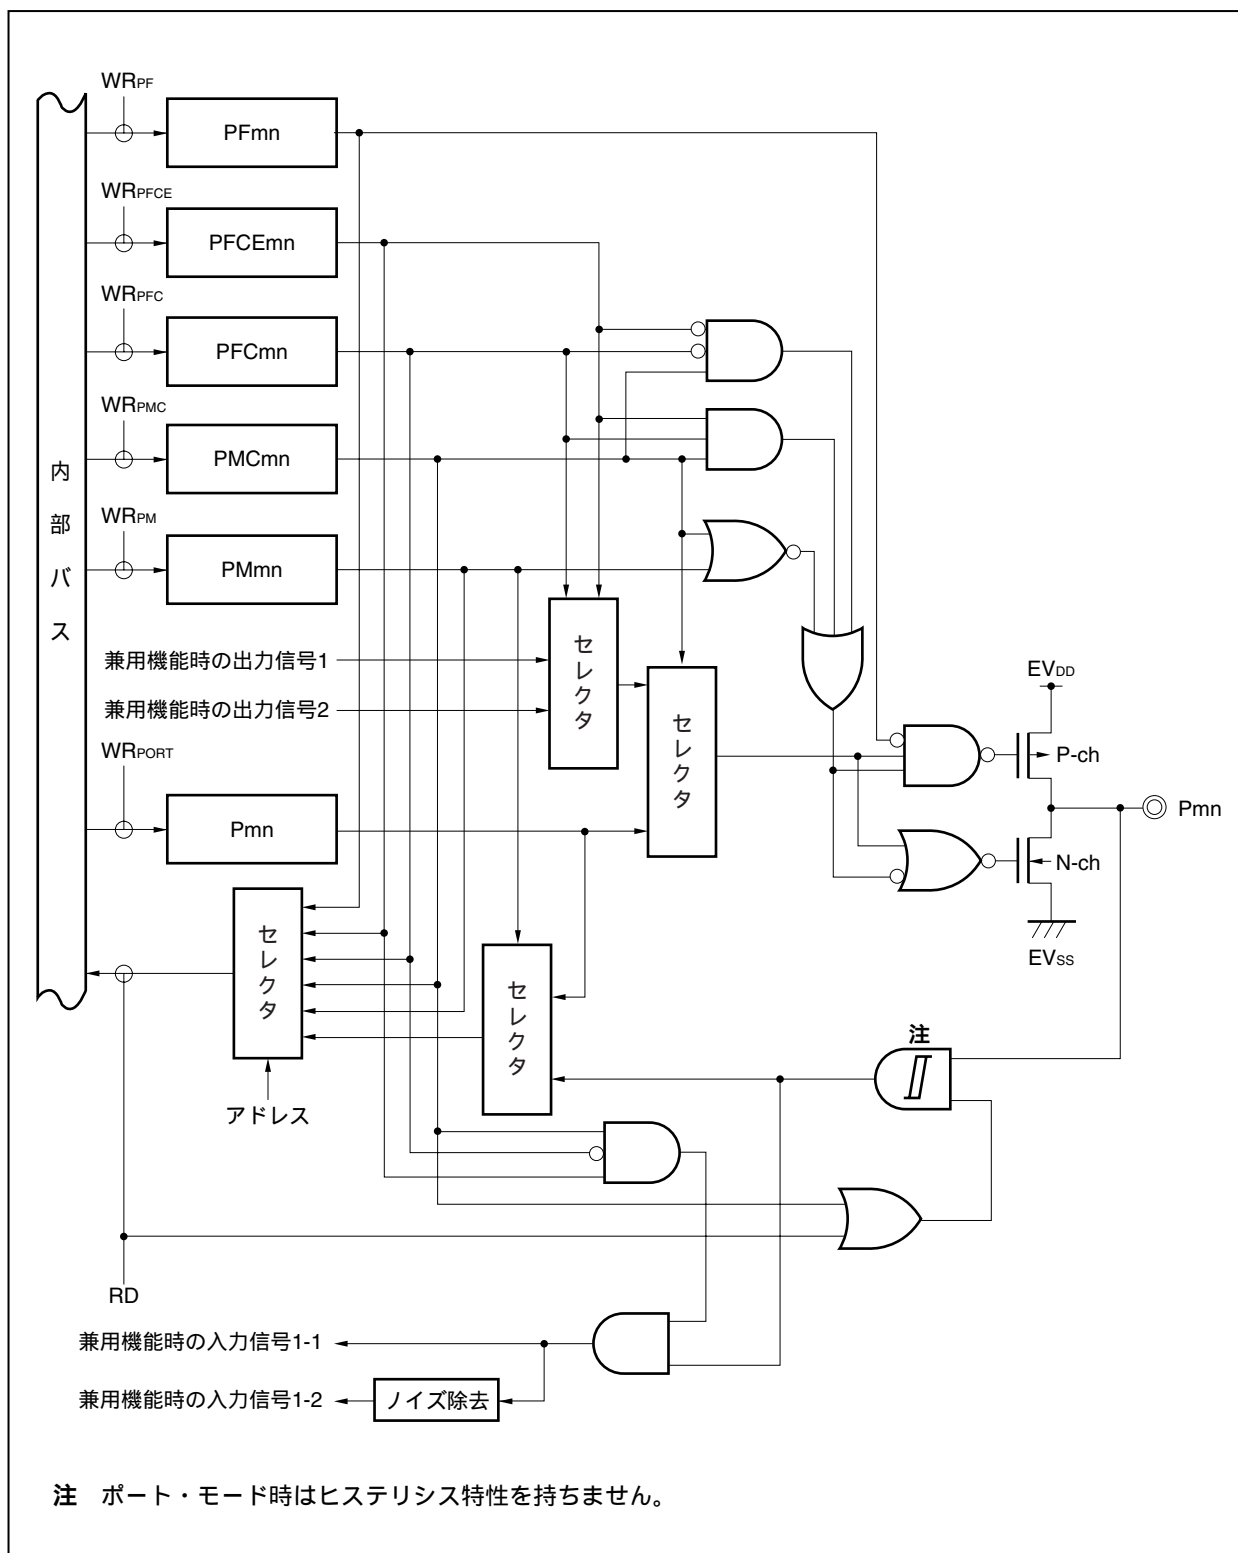 WRPF
PFmn
WRPFCE
PFCEmn
WRPFC
PFCmn
WRPMC
PMCmn
内部バス
WRPM
PMmn
兼用機能時の出力信号1
兼用機能時の出力信号2
セレクタ
セレクタ
EVDD
P-ch
WRPORT
Pmn
Pmn
N-ch
EVSS
セレクタ
セレクタ
注
アドレス
RD
兼用機能時の入力信号1-1
兼用機能時の入力信号1-2
ノイズ除去
注 ポート・モード時はヒステリシス特性を持ちません。